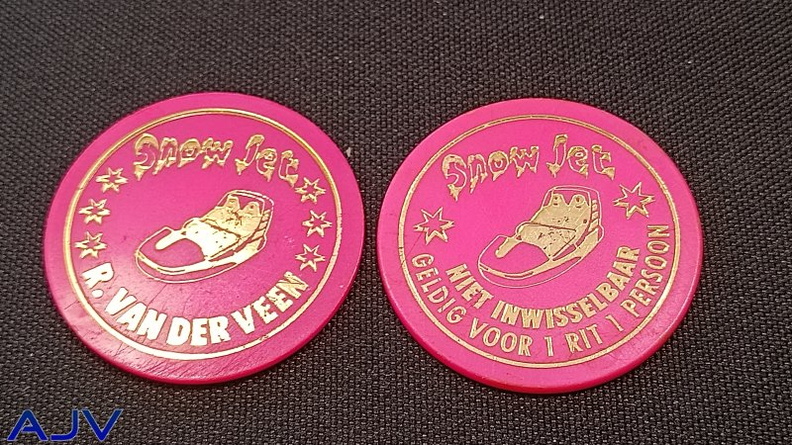 Snow Jet
R. VAN DER VEEN
Snow Jet
NIET INWISSELBAAR
GELDIG VOOR 1 RIT 1 PERSOON
AJV